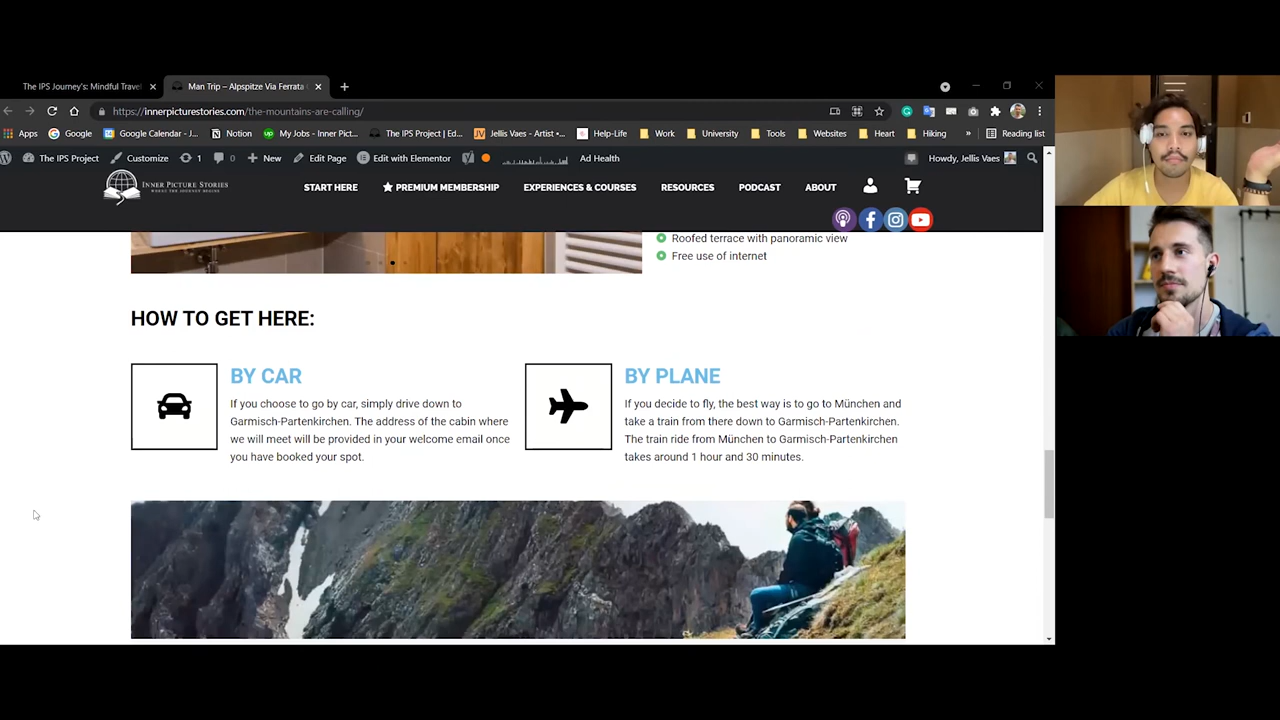 The IPS Journey's: Mindful Travel
Man Trip – Alpspitze Via Ferrata
https://innerpicturestories.com/the-mountains-are-calling/
Apps
Google
Google Calendar - J...
Notion
My Jobs - Inner Pict...
The IPS Project | Ed...
Jellis Vaes - Artist •...
Help-Life
Work
University
Tools
Websites
Heart
Hiking
»
Reading list
The IPS Project
Customize
1
0
New
Edit Page
Edit with Elementor
Ad Health
Howdy, Jellis Vaes
INNER PICTURE STORIES
WHERE THE JOURNEY BEGINS
START HERE
PREMIUM MEMBERSHIP
EXPERIENCES & COURSES
RESOURCES
PODCAST
ABOUT
Roofed terrace with panoramic view
Free use of internet
HOW TO GET HERE:
BY CAR
If you choose to go by car, simply drive down to
Garmisch-Partenkirchen. The address of the cabin where
we will meet will be provided in your welcome email once
you have booked your spot.
BY PLANE
If you decide to fly, the best way is to go to München and
take a train from there down to Garmisch-Partenkirchen.
The train ride from München to Garmisch-Partenkirchen
takes around 1 hour and 30 minutes.